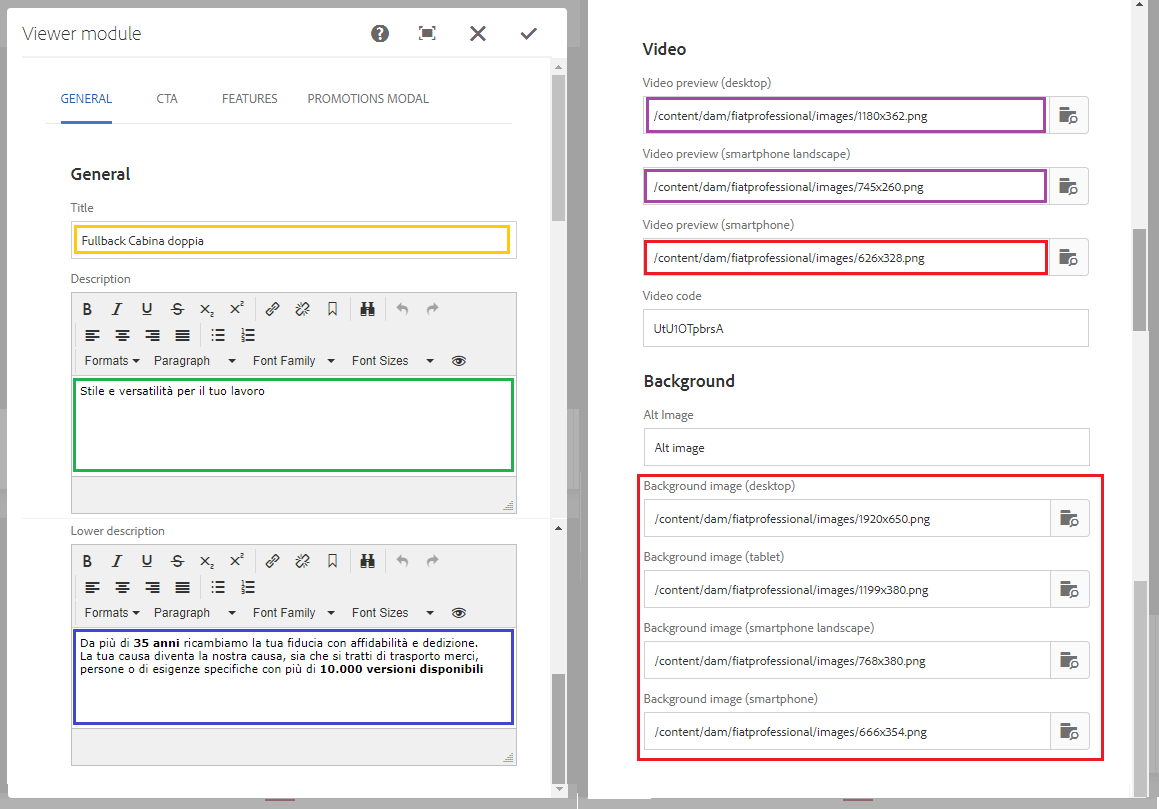 Viewer module
GENERAL CTA FEATURES PROMOTIONS MODAL
General
Title
Fullback Cabina doppia
Description
B I U S X₂ X²
Formats Paragraph Font Family Font Sizes
Stile e versatilità per il tuo lavoro
Lower description
B I U S X₂ X²
Formats Paragraph Font Family Font Sizes
Da più di 35 anni ricambiamo la tua fiducia con affidabilità e dedizione.
La tua causa diventa la nostra causa, sia che si tratti di trasporto merci,
persone o di esigenze specifiche con più di 10.000 versioni disponibili
Video
Video preview (desktop)
/content/dam/fiatprofessional/images/1180x362.png
Video preview (smartphone landscape)
/content/dam/fiatprofessional/images/745x260.png
Video preview (smartphone)
/content/dam/fiatprofessional/images/626x328.png
Video code
UtU1OTpbrsA
Background
Alt Image
Alt image
Background image (desktop)
/content/dam/fiatprofessional/images/1920x650.png
Background image (tablet)
/content/dam/fiatprofessional/images/1199x380.png
Background image (smartphone landscape)
/content/dam/fiatprofessional/images/768x380.png
Background image (smartphone)
/content/dam/fiatprofessional/images/666x354.png